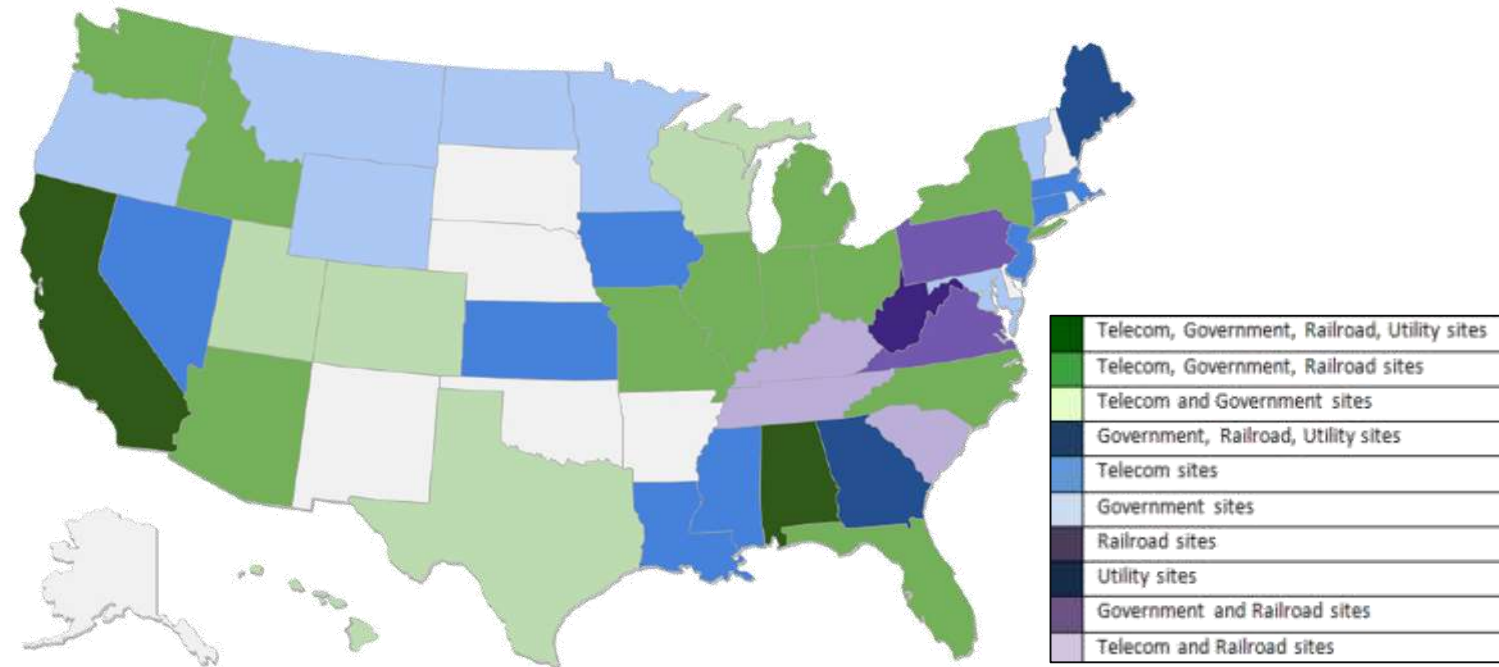 Telecom, Government, Railroad, Utility sites
Telecom, Government, Railroad sites
Telecom and Government sites
Government, Railroad, Utility sites
Telecom sites
Government sites
Railroad sites
Utility sites
Government and Railroad sites
Telecom and Railroad sites